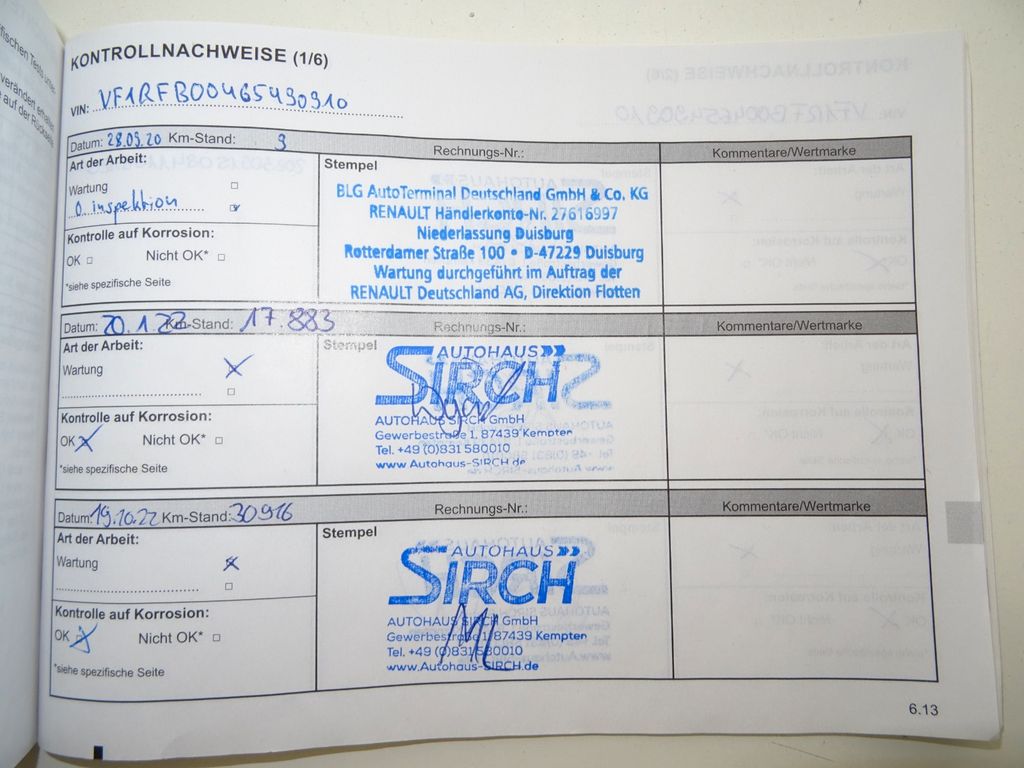 KONTROLLNACHWEISE (1/6)
VIN: VF1RFB00465490910
Datum: 28.09.20 Km-Stand: 9 Rechnungs-Nr.: Kommentare/Wertmarke
Art der Arbeit: Stempel
Wartung
0. inspektion
BLG AutoTerminal Deutschland GmbH & Co. KG
RENAULT Händlerkonto-Nr. 27616997
Niederlassung Duisburg
Rotterdamer Straße 100 • D-47229 Duisburg
Wartung durchgeführt im Auftrag der
RENAULT Deutschland AG, Direktion Flotten
Kontrolle auf Korrosion:
OK Nicht OK*
*siehe spezifische Seite
Datum: 20.1.22 Km-Stand: 17.883 Rechnungs-Nr.: Kommentare/Wertmarke
Art der Arbeit: Stempel
Wartung
AUTOHAUS
SIRCH
AUTOHAUS SIRCH GmbH
Gewerbestraße 1, 87439 Kempten
Tel. +49 (0)831 580010
www.Autohaus-SIRCH.de
Kontrolle auf Korrosion:
OK Nicht OK*
*siehe spezifische Seite
Datum: 19.10.22 Km-Stand: 30916 Rechnungs-Nr.: Kommentare/Wertmarke
Art der Arbeit: Stempel
Wartung
AUTOHAUS
SIRCH
AUTOHAUS SIRCH GmbH
Gewerbestraße 1, 87439 Kempten
Tel. +49 (0)831 580010
www.Autohaus-SIRCH.de
Kontrolle auf Korrosion:
OK Nicht OK*
*siehe spezifische Seite
6.13